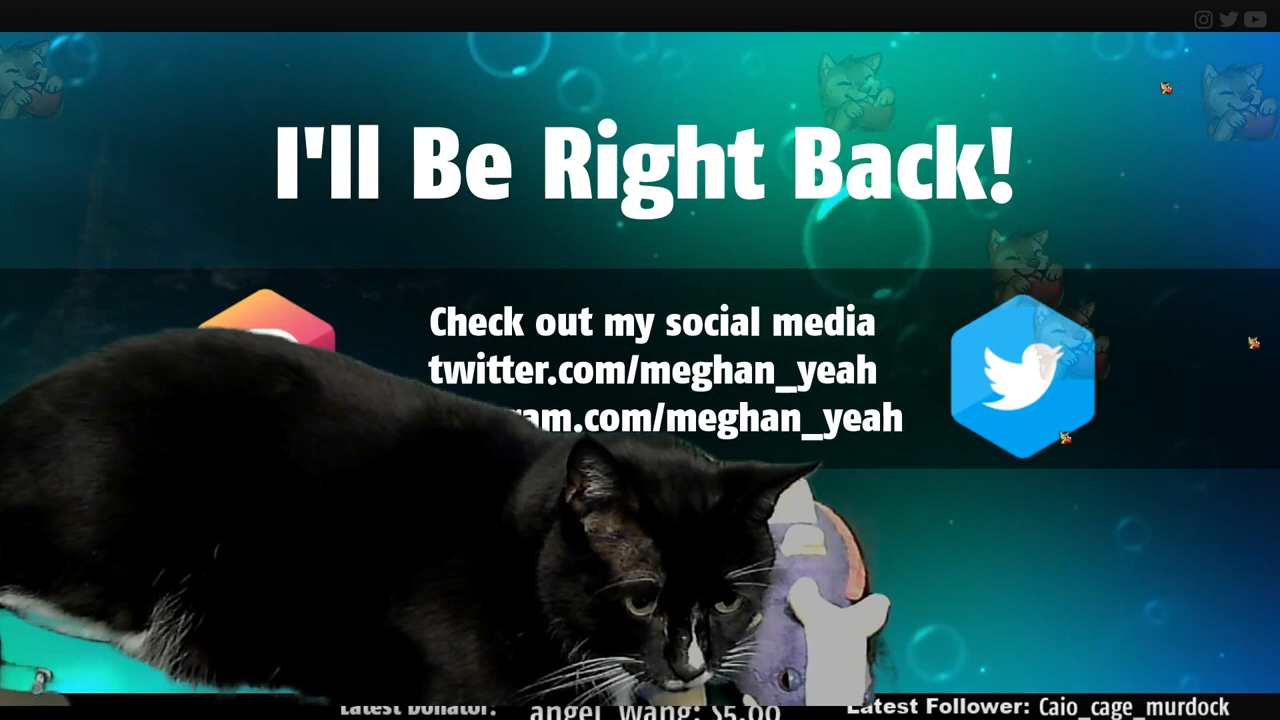 I'll Be Right Back!
Check out my social media
twitter.com/meghan_yeah
ram.com/meghan_yeah
Latest Donator: angel_wang: $5.00 Latest Follower: Caio_cage_murdock